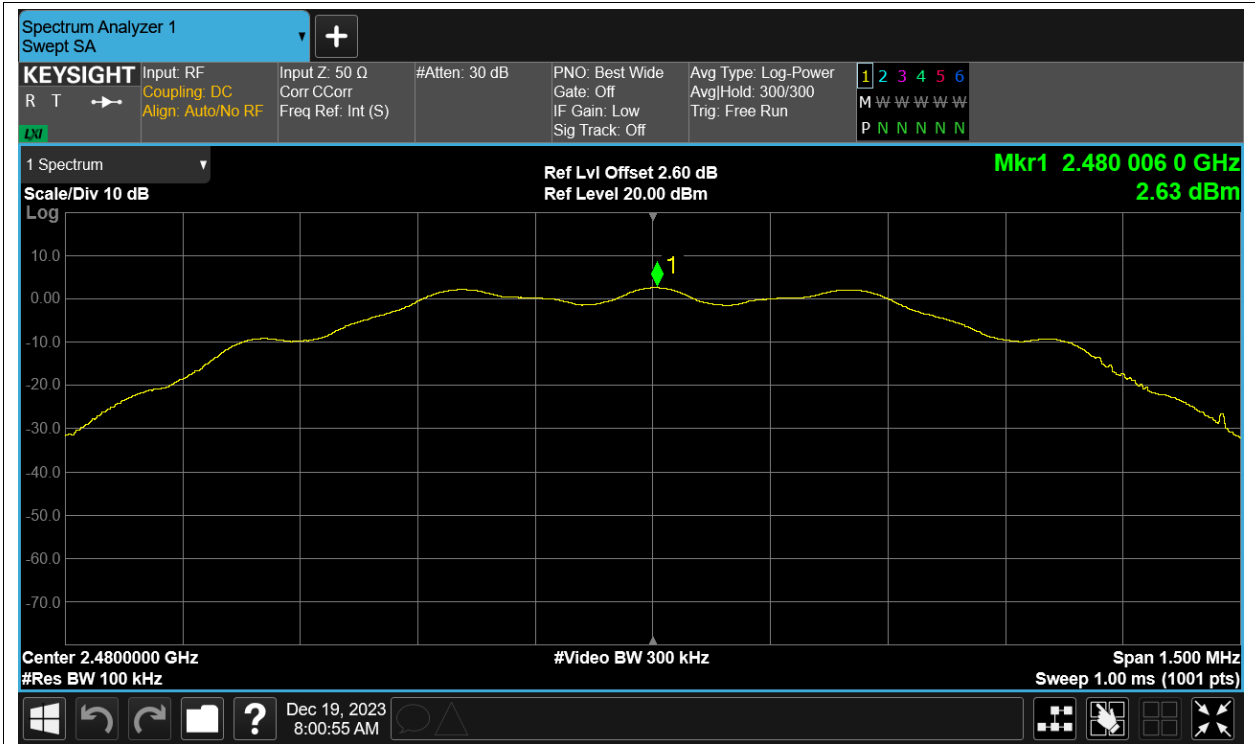 Spectrum Analyzer 1
Swept SA
+
KEYSIGHT
R T
LXI
Input: RF
Coupling: DC
Align: Auto/No RF
Input Z: 50 Ω
Corr CCorr
Freq Ref: Int (S)
#Atten: 30 dB
PNO: Best Wide
Gate: Off
IF Gain: Low
Sig Track: Off
Avg Type: Log-Power
Avg|Hold: 300/300
Trig: Free Run
1 2 3 4 5 6
M W W W W W
P N N N N N
1 Spectrum
Scale/Div 10 dB
Log
Ref Lvl Offset 2.60 dB
Ref Level 20.00 dBm
Mkr1 2.480 006 0 GHz
2.63 dBm
1
10.0
0.00
-10.0
-20.0
-30.0
-40.0
-50.0
-60.0
-70.0
Center 2.4800000 GHz
#Res BW 100 kHz
#Video BW 300 kHz
Span 1.500 MHz
Sweep 1.00 ms (1001 pts)
?
Dec 19, 2023
8:00:55 AM